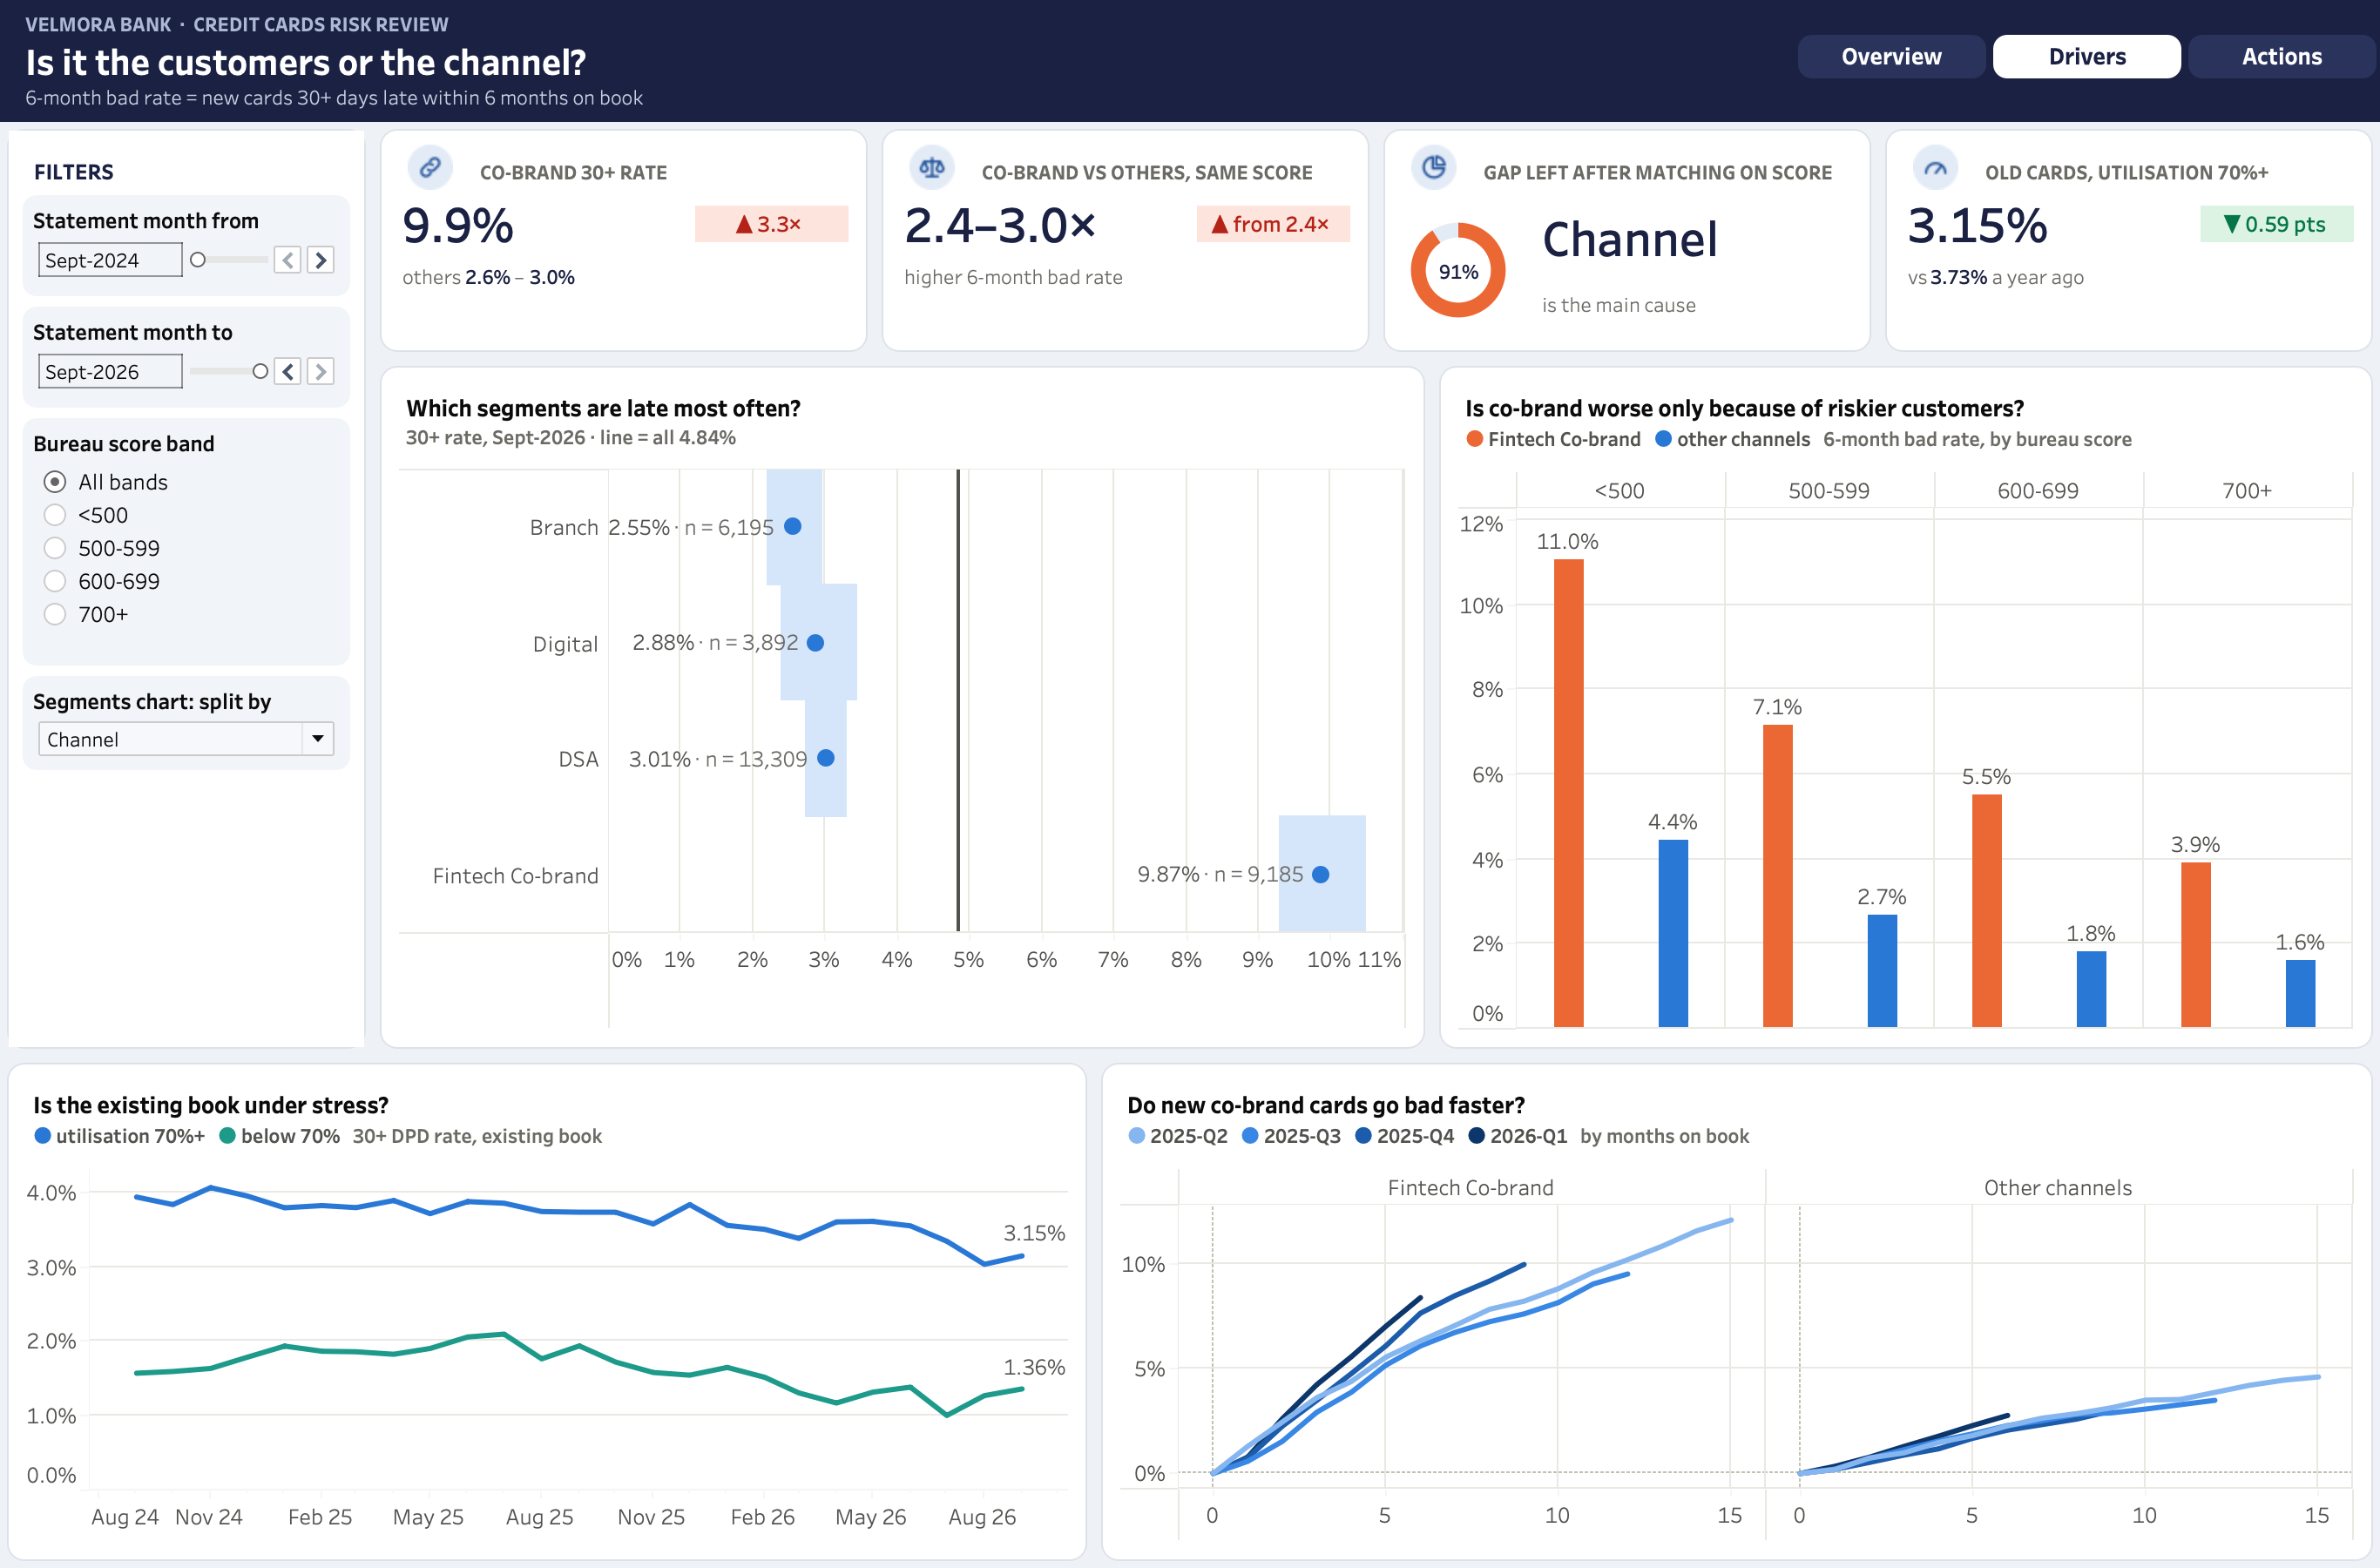 VELMORA BANK · CREDIT CARDS RISK REVIEW
Is it the customers or the channel?
6-month bad rate = new cards 30+ days late within 6 months on book
Overview
Drivers
Actions
FILTERS
Statement month from
Sept-2024
Statement month to
Sept-2026
Bureau score band
All bands
<500
500-599
600-699
700+
Segments chart: split by
Channel
CO-BRAND 30+ RATE
9.9%
▲ 3.3×
others 2.6% – 3.0%
CO-BRAND VS OTHERS, SAME SCORE
2.4–3.0×
▲ from 2.4×
higher 6-month bad rate
GAP LEFT AFTER MATCHING ON SCORE
91%
Channel
is the main cause
OLD CARDS, UTILISATION 70%+
3.15%
▼ 0.59 pts
vs 3.73% a year ago
Which segments are late most often?
30+ rate, Sept-2026 · line = all 4.84%
Branch 2.55% · n = 6,195
Digital 2.88% · n = 3,892
DSA 3.01% · n = 13,309
Fintech Co-brand 9.87% · n = 9,185
0% 1% 2% 3% 4% 5% 6% 7% 8% 9% 10% 11%
Is co-brand worse only because of riskier customers?
Fintech Co-brand other channels 6-month bad rate, by bureau score
<500 500-599 600-699 700+
12%
10%
8%
6%
4%
2%
0%
11.0%
4.4%
7.1%
2.7%
5.5%
1.8%
3.9%
1.6%
Is the existing book under stress?
utilisation 70%+ below 70% 30+ DPD rate, existing book
4.0%
3.0%
2.0%
1.0%
0.0%
3.15%
1.36%
Aug 24 Nov 24 Feb 25 May 25 Aug 25 Nov 25 Feb 26 May 26 Aug 26
Do new co-brand cards go bad faster?
2025-Q2 2025-Q3 2025-Q4 2026-Q1 by months on book
Fintech Co-brand Other channels
10%
5%
0%
0 5 10 15 0 5 10 15